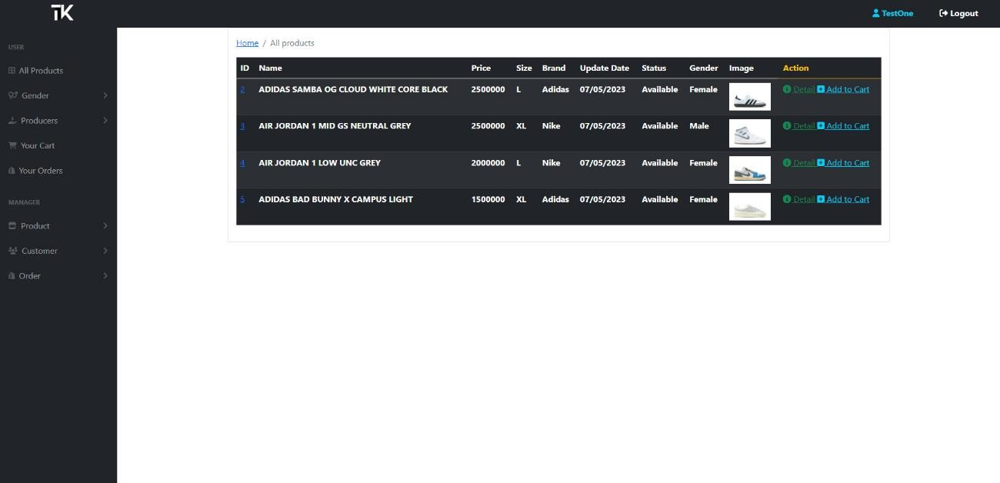 TK
TestOne
Logout
USER
All Products
Gender
Producers
Your Cart
Your Orders
MANAGER
Product
Customer
Order
Home / All products
ID Name Price Size Brand Update Date Status Gender Image Action
2 ADIDAS SAMBA OG CLOUD WHITE CORE BLACK 2500000 L Adidas 07/05/2023 Available Female Detail Add to Cart
3 AIR JORDAN 1 MID GS NEUTRAL GREY 2500000 XL Nike 07/05/2023 Available Male Detail Add to Cart
4 AIR JORDAN 1 LOW UNC GREY 2000000 L Nike 07/05/2023 Available Female Detail Add to Cart
5 ADIDAS BAD BUNNY X CAMPUS LIGHT 1500000 XL Adidas 07/05/2023 Available Female Detail Add to Cart